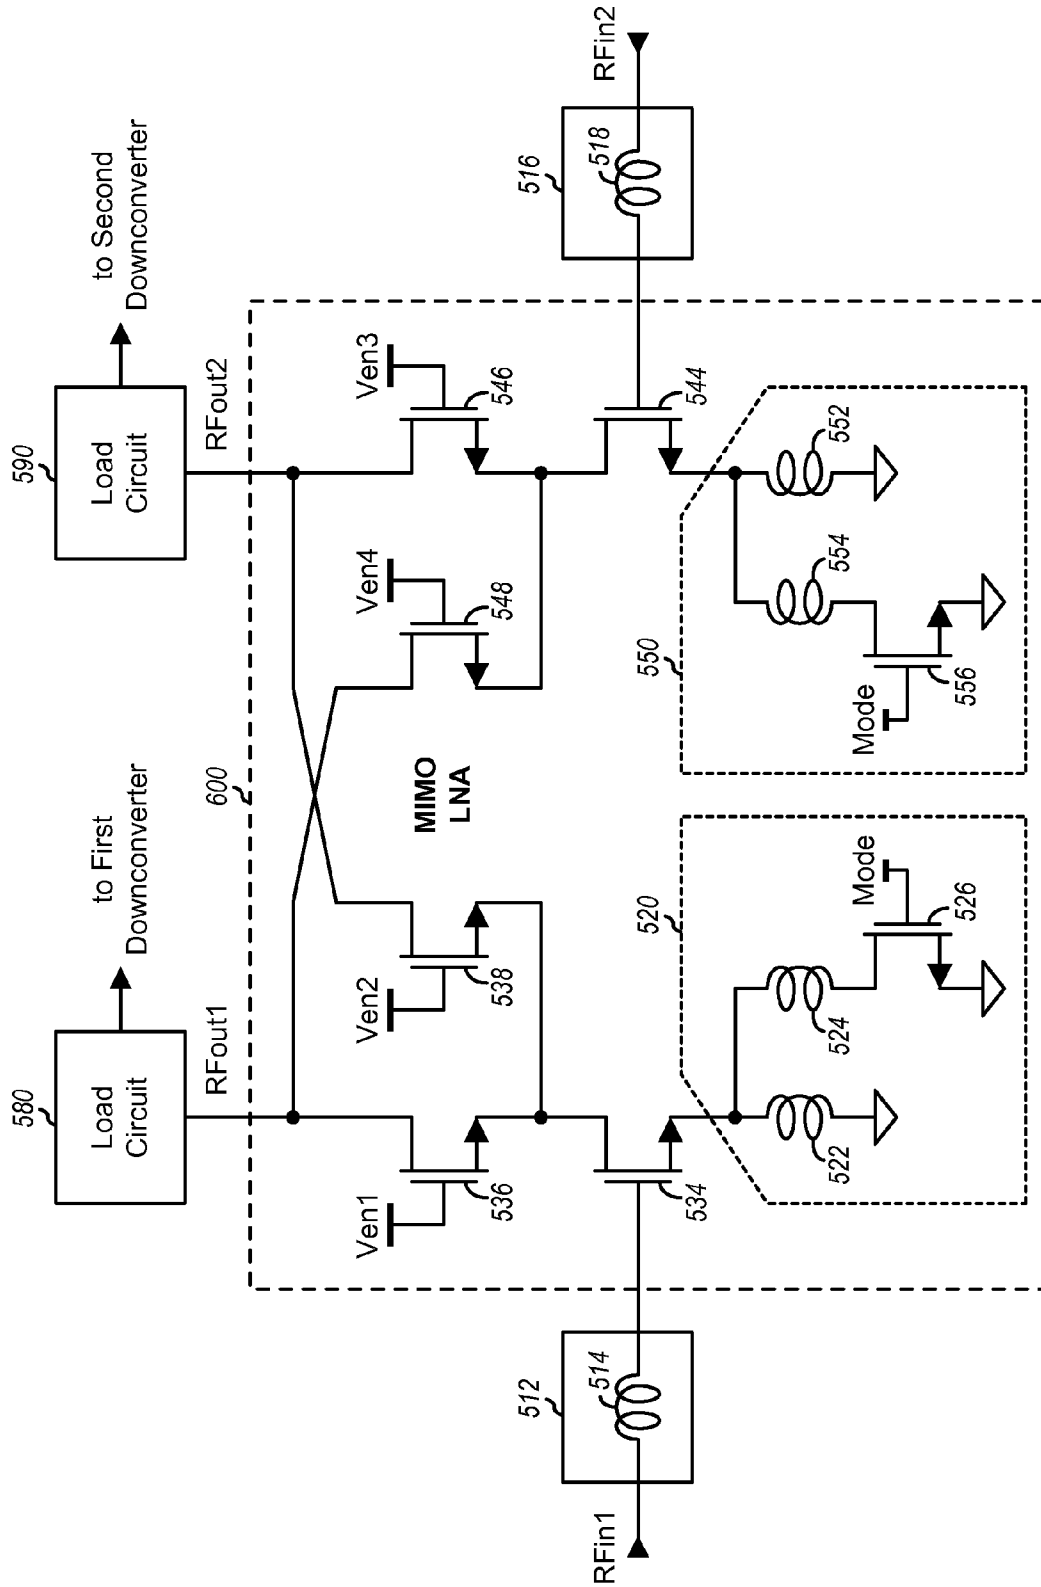 to First
Downconverter
to Second
Downconverter
580
Load
Circuit
590
Load
Circuit
RFout1
RFout2
600
Ven1
536
Ven2
538
Ven4
548
Ven3
546
MIMO
LNA
RFin1
512
514
534
544
516
518
RFin2
520
522
524
Mode
526
550
Mode
556
554
552